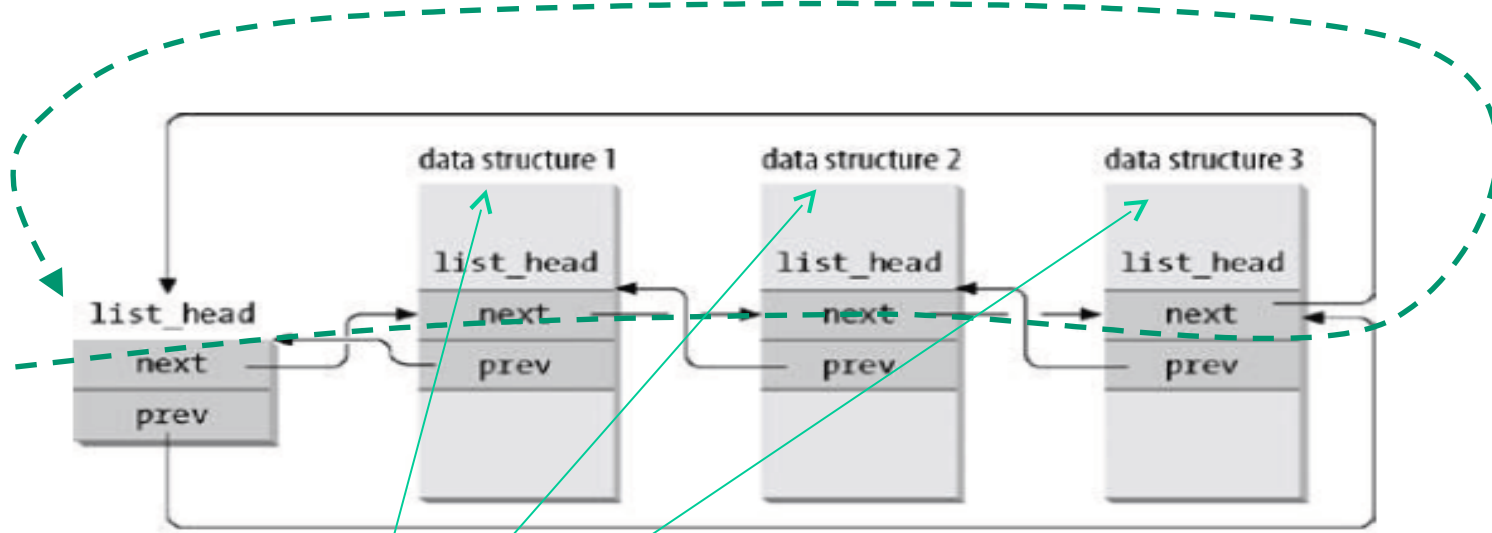 data structure 1
data structure 2
data structure 3
list_head
list_head
list_head
list_head
next
next
next
next
prev
prev
prev
prev